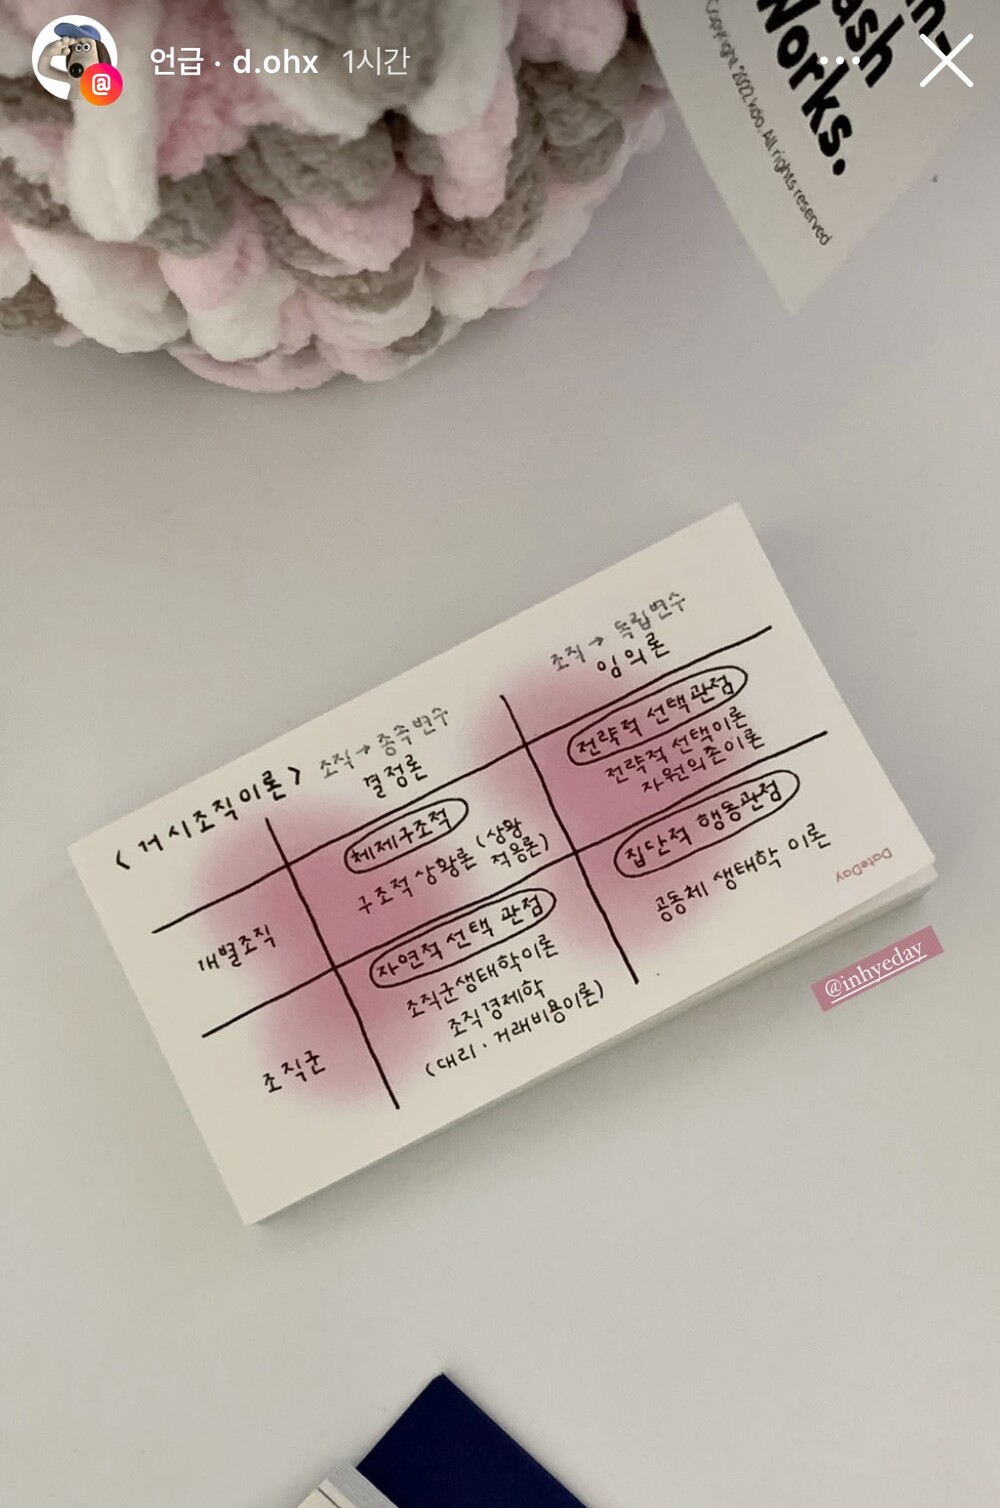 언급 · d.ohx 1시간
@
in-
ash
Works.
Copyright 2022. koo. All rights reserved
조직 → 독립변수
임의론
조직 → 종속변수
결정론
< 거시조직이론 >
전략적 선택관점
전략적 선택이론
자원의존이론
체제구조적
구조적 상황론 (상황
적응론)
개별조직
집단적 행동관점
공동체 생태학 이론
자연적 선택 관점
조직군생태학이론
조직경제학
(대리 · 거래비용이론)
조직군
DateDay
@inhyeday